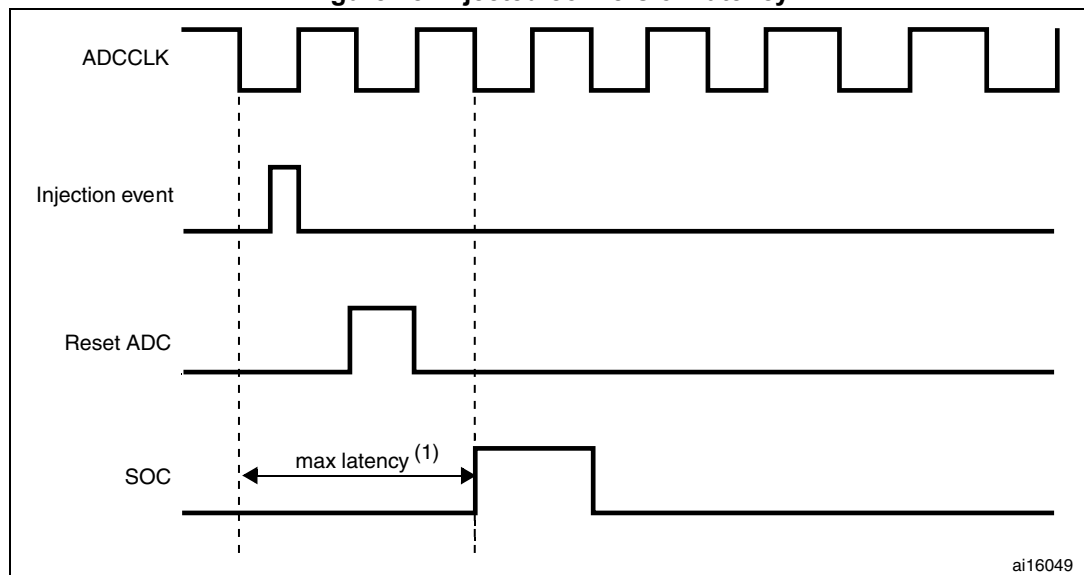 ADCCLK
Injection event
Reset ADC
max latency (1)
SOC
ai16049